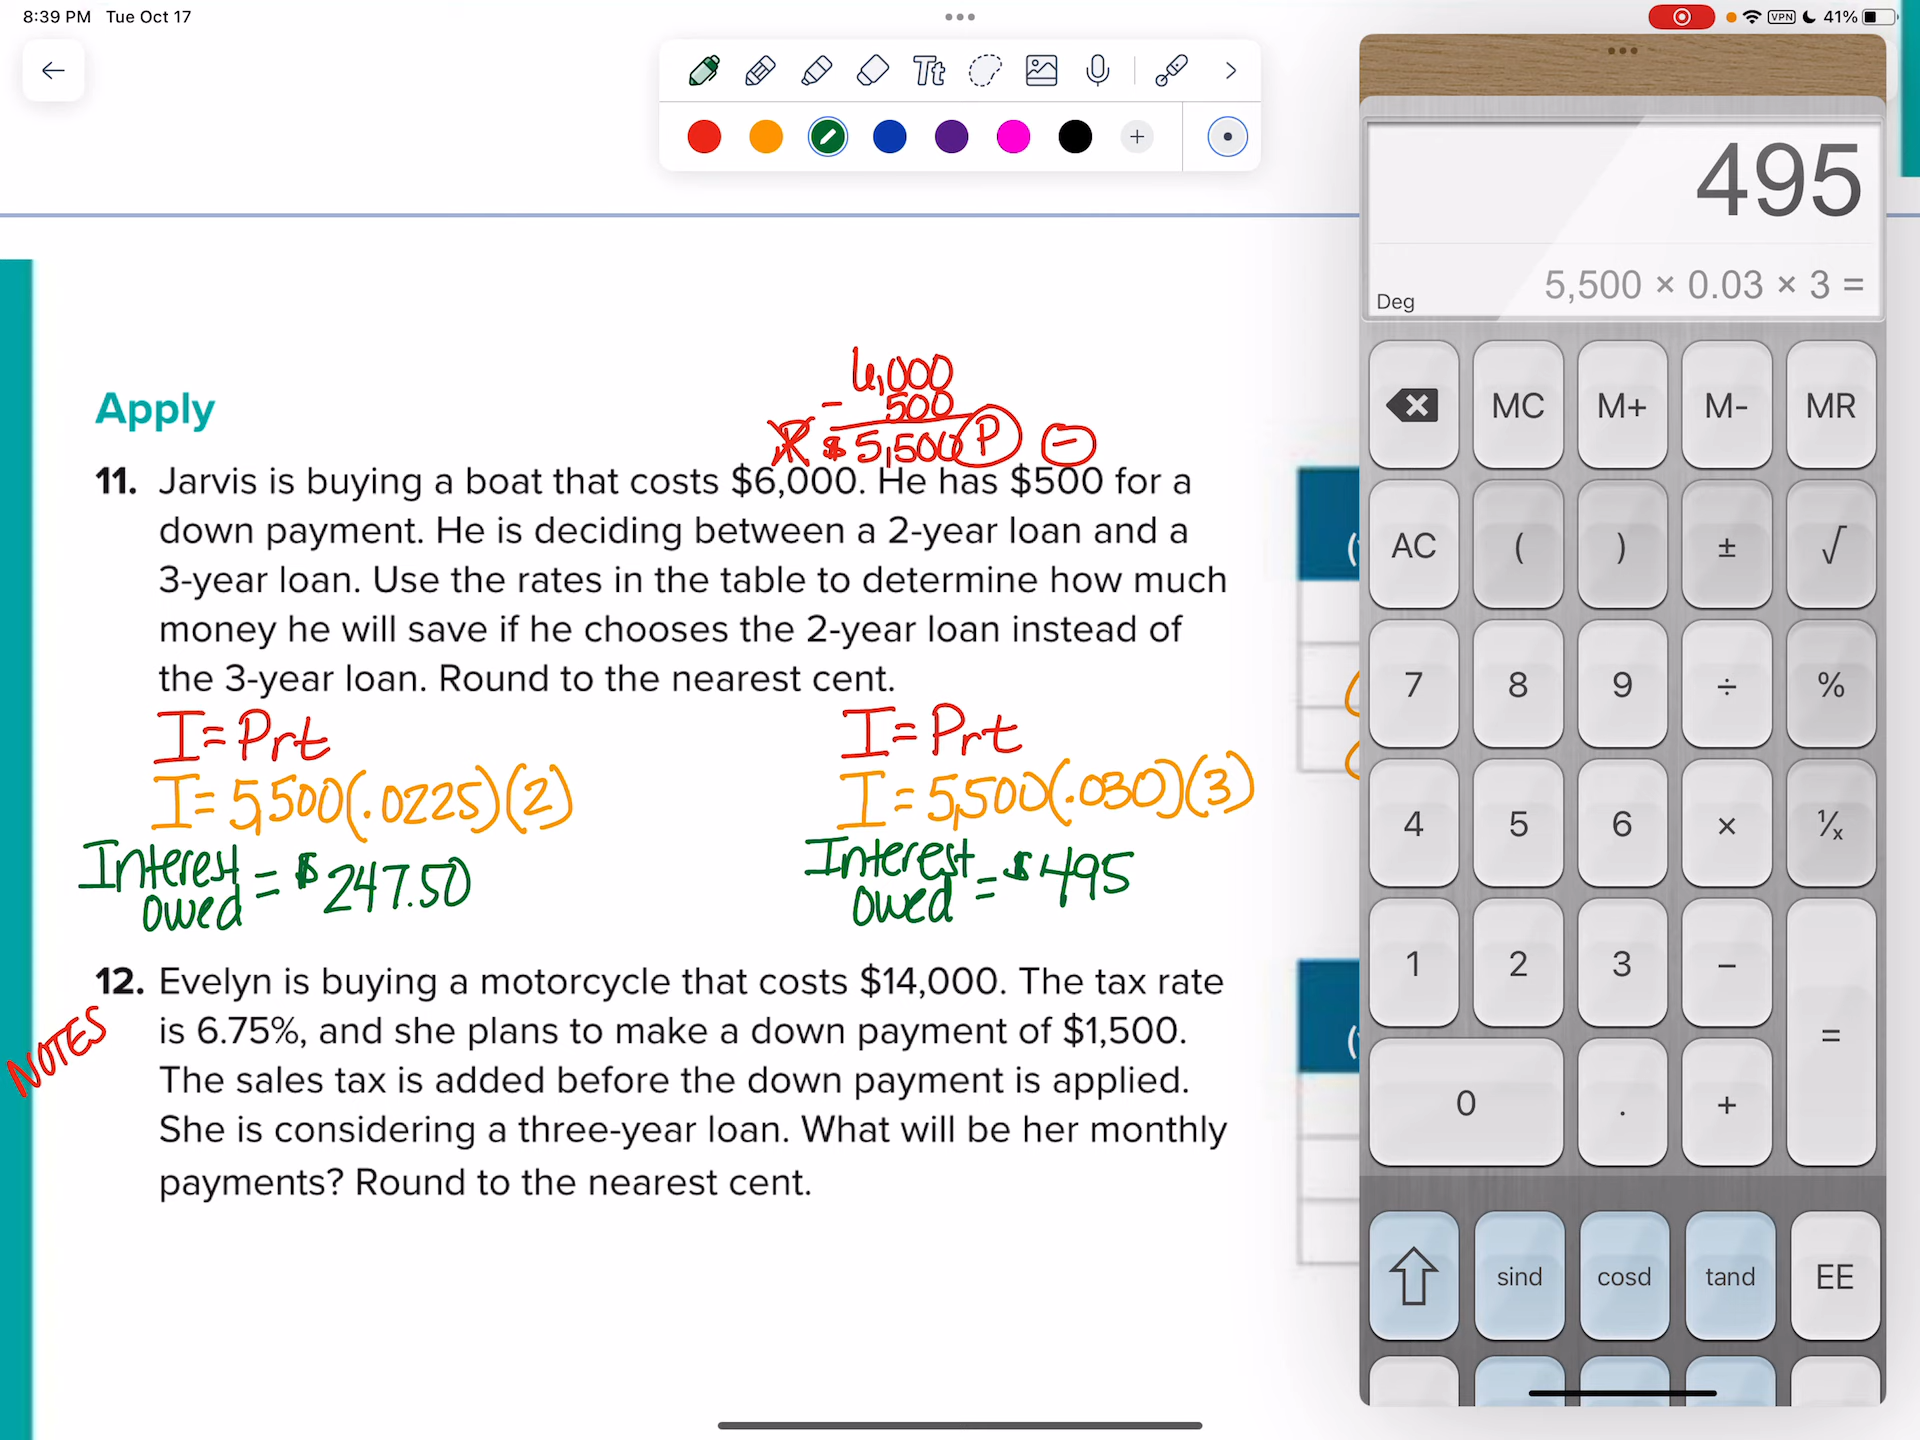 8:39 PM Tue Oct 17
VPN 41%
Tt
495
5,500 × 0.03 × 3 =
Deg
MC M+ M- MR
AC ( ) ± √
7 8 9 ÷ %
4 5 6 × 1/x
1 2 3 −
=
0 . +
sind cosd tand EE
6,000
- 500
$5,500 P −
Apply
11. Jarvis is buying a boat that costs $6,000. He has $500 for a
down payment. He is deciding between a 2-year loan and a
3-year loan. Use the rates in the table to determine how much
money he will save if he chooses the 2-year loan instead of
the 3-year loan. Round to the nearest cent.
I = Prt
I = 5,500(.0225)(2)
Interest owed = $247.50
I = Prt
I = 5,500(.030)(3)
Interest owed = $495
NOTES
12. Evelyn is buying a motorcycle that costs $14,000. The tax rate
is 6.75%, and she plans to make a down payment of $1,500.
The sales tax is added before the down payment is applied.
She is considering a three-year loan. What will be her monthly
payments? Round to the nearest cent.